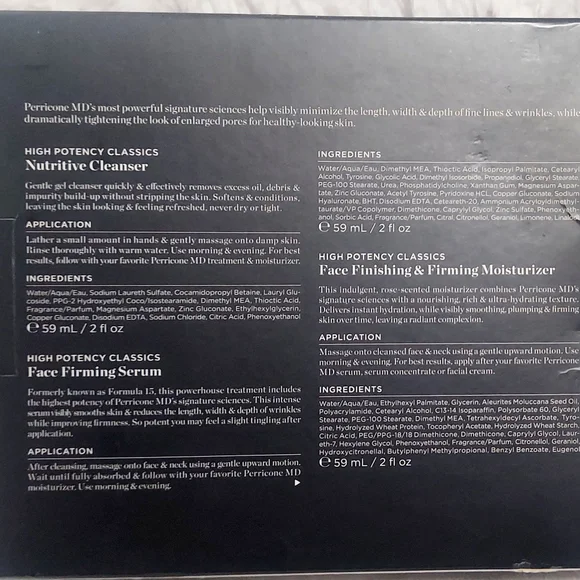 Perricone MD's most powerful signature sciences help visibly minimize the length, width & depth of fine lines & wrinkles, while
dramatically tightening the look of enlarged pores for healthy-looking skin.
HIGH POTENCY CLASSICS
Nutritive Cleanser
Gentle gel cleanser quickly & effectively removes excess oil, debris &
impurity build-up without stripping the skin. Softens & conditions,
leaving the skin looking & feeling refreshed, never dry or tight.
APPLICATION
Lather a small amount in hands & gently massage onto damp skin.
Rinse thoroughly with warm water. Use morning & evening. For best
results, follow with your favorite Perricone MD treatment & moisturizer.
INGREDIENTS
Water/Aqua/Eau, Sodium Laureth Sulfate, Cocamidopropyl Betaine, Lauryl Glu-
coside, PPG-2 Hydroxyethyl Coco/Isostearamide, Dimethyl MEA, Thioctic Acid,
Fragrance/Parfum, Magnesium Aspartate, Zinc Gluconate, Ethylhexylglycerin,
Copper Gluconate, Disodium EDTA, Sodium Chloride, Citric Acid, Phenoxyethanol
℮ 59 mL / 2 fl oz
HIGH POTENCY CLASSICS
Face Firming Serum
Formerly known as Formula 15, this powerhouse treatment includes
the highest potency of Perricone MD's signature sciences. This intense
serum visibly smooths skin & reduces the length, width & depth of wrinkles
while improving firmness. So potent you may feel a slight tingling after
application.
APPLICATION
After cleansing, massage onto face & neck using a gentle upward motion.
Wait until fully absorbed & follow with your favorite Perricone MD
moisturizer. Use morning & evening.
INGREDIENTS
Water/Aqua/Eau, Dimethyl MEA, Thioctic Acid, Isopropyl Palmitate, Cetearyl
Alcohol, Tyrosine, Glycolic Acid, Dimethyl Isosorbide, Propanediol, Glyceryl Stearate,
PEG-100 Stearate, Urea, Phosphatidylcholine, Xanthan Gum, Magnesium Aspar-
tate, Zinc Gluconate, Acetyl Tyrosine, Pyridoxine HCL, Copper Gluconate, Sodium
Hyaluronate, BHT, Disodium EDTA, Ceteareth-20, Ammonium Acryloyldimethyl-
taurate/VP Copolymer, Dimethicone, Caprylyl Glycol, Zinc Sulfate, Phenoxyeth-
anol, Sorbic Acid, Fragrance/Parfum, Citral, Citronellol, Geraniol, Limonene, Linalool
℮ 59 mL / 2 fl oz
HIGH POTENCY CLASSICS
Face Finishing & Firming Moisturizer
This indulgent, rose-scented moisturizer combines Perricone MD's
signature sciences with a nourishing, rich & ultra-hydrating texture.
Delivers instant hydration, while visibly smoothing, plumping & firming
skin over time, leaving a radiant complexion.
APPLICATION
Massage onto cleansed face & neck using a gentle upward motion. Use
morning & evening. For best results, apply after your favorite Perricone
MD serum, serum concentrate or facial cream.
INGREDIENTS
Water/Aqua/Eau, Ethylhexyl Palmitate, Glycerin, Aleurites Moluccana Seed Oil,
Polyacrylamide, Cetearyl Alcohol, C13-14 Isoparaffin, Polysorbate 60, Glyceryl
Stearate, PEG-100 Stearate, Dimethyl MEA, Tetrahexyldecyl Ascorbate, Tyro-
sine, Hydrolyzed Wheat Protein, Tocopheryl Acetate, Hydrolyzed Wheat Starch,
Citric Acid, PEG/PPG-18/18 Dimethicone, Dimethicone, Caprylyl Glycol, Laur-
eth-7, Hexylene Glycol, Phenoxyethanol, Fragrance/Parfum, Citronellol, Geraniol,
Hydroxycitronellal, Butylphenyl Methylpropional, Benzyl Benzoate, Eugenol
℮ 59 mL / 2 fl oz